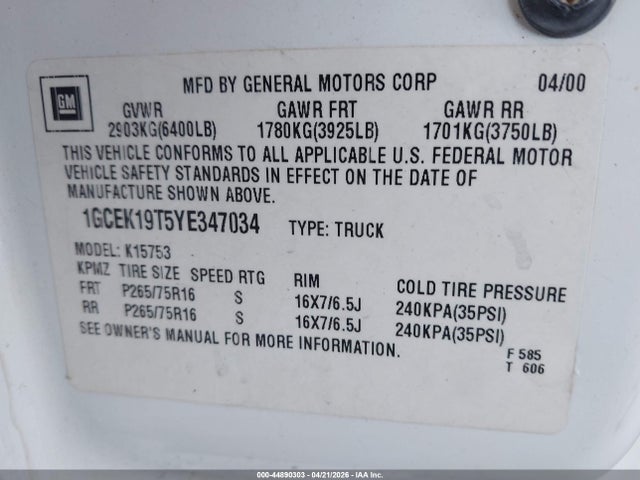 GM
MFD BY GENERAL MOTORS CORP 04/00
GVWR GAWR FRT GAWR RR
2903KG(6400LB) 1780KG(3925LB) 1701KG(3750LB)
THIS VEHICLE CONFORMS TO ALL APPLICABLE U.S. FEDERAL MOTOR
VEHICLE SAFETY STANDARDS IN EFFECT ON THE DATE OF
MANUFACTURE SHOWN ABOVE.
1GCEK19T5YE347034 TYPE: TRUCK
MODEL: K15753
KPMZ TIRE SIZE SPEED RTG RIM COLD TIRE PRESSURE
FRT P265/75R16 S 16X7/6.5J 240KPA(35PSI)
RR P265/75R16 S 16X7/6.5J 240KPA(35PSI)
SEE OWNER'S MANUAL FOR MORE INFORMATION.
F 585
T 606
000-44890303 - 04/21/2026 - IAA Inc.